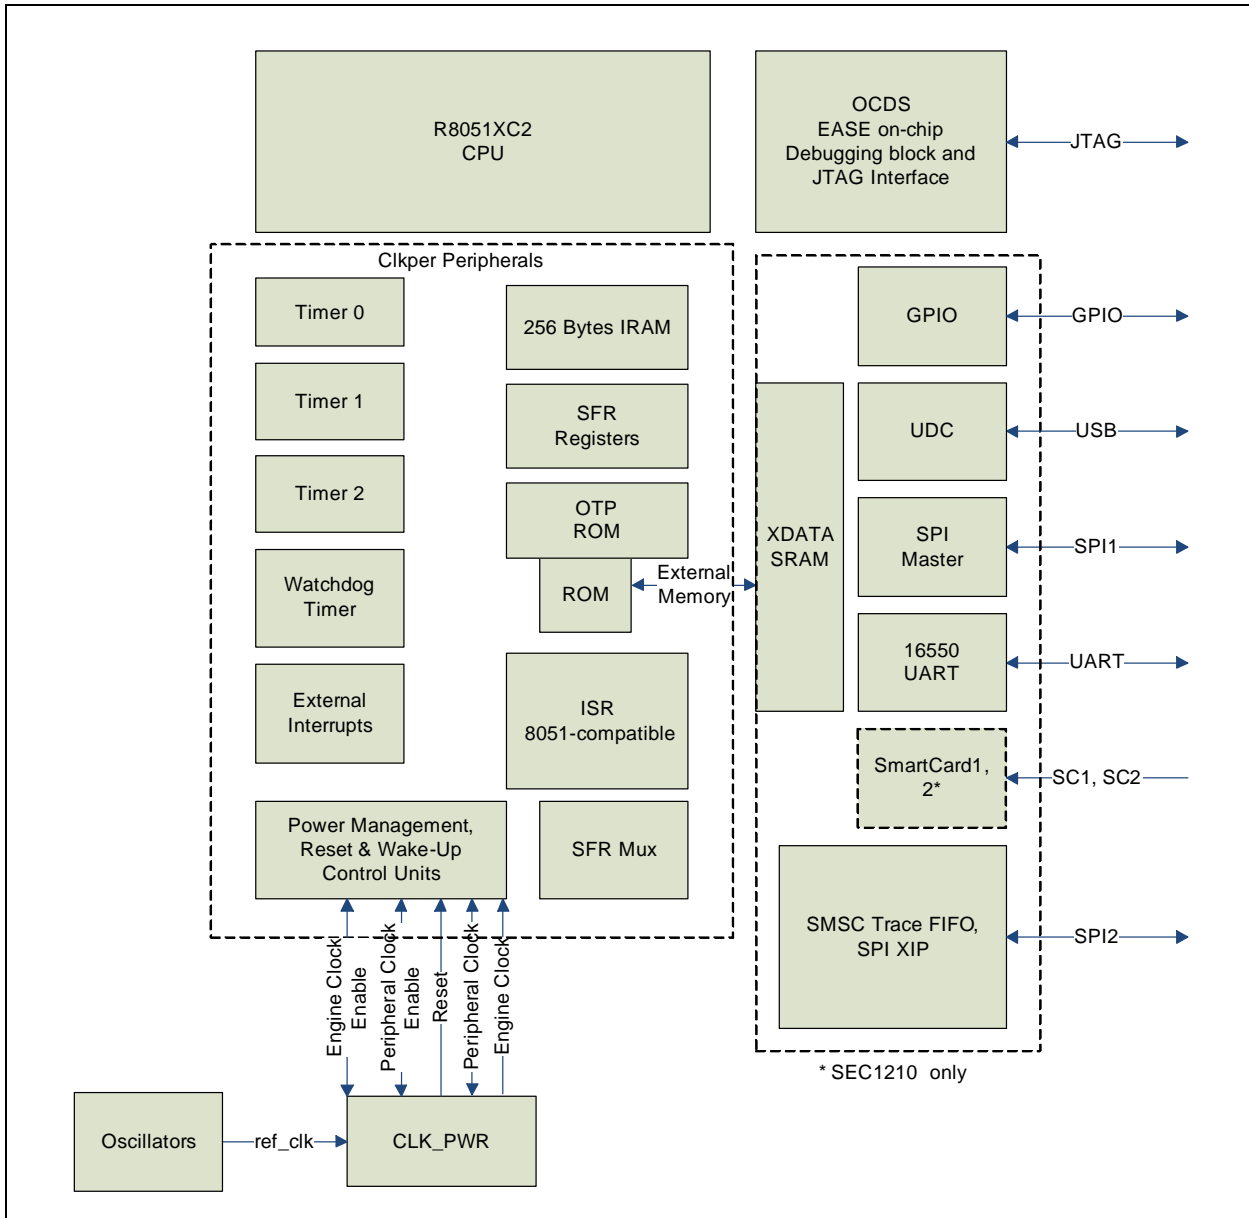 R8051XC2
CPU
OCDS
EASE on-chip
Debugging block and
JTAG Interface
JTAG
Clkper Peripherals
Timer 0
Timer 1
Timer 2
Watchdog
Timer
External
Interrupts
Power Management,
Reset & Wake-Up
Control Units
256 Bytes IRAM
SFR
Registers
OTP
ROM
ROM
ISR
8051-compatible
SFR Mux
External
Memory
XDATA
SRAM
GPIO
GPIO
UDC
USB
SPI
Master
SPI1
16550
UART
UART
SmartCard1,
2*
SC1, SC2
SMSC Trace FIFO,
SPI XIP
SPI2
* SEC1210 only
Engine Clock
Enable
Peripheral Clock
Enable
Reset
Peripheral Clock
Engine Clock
Oscillators
ref_clk
CLK_PWR